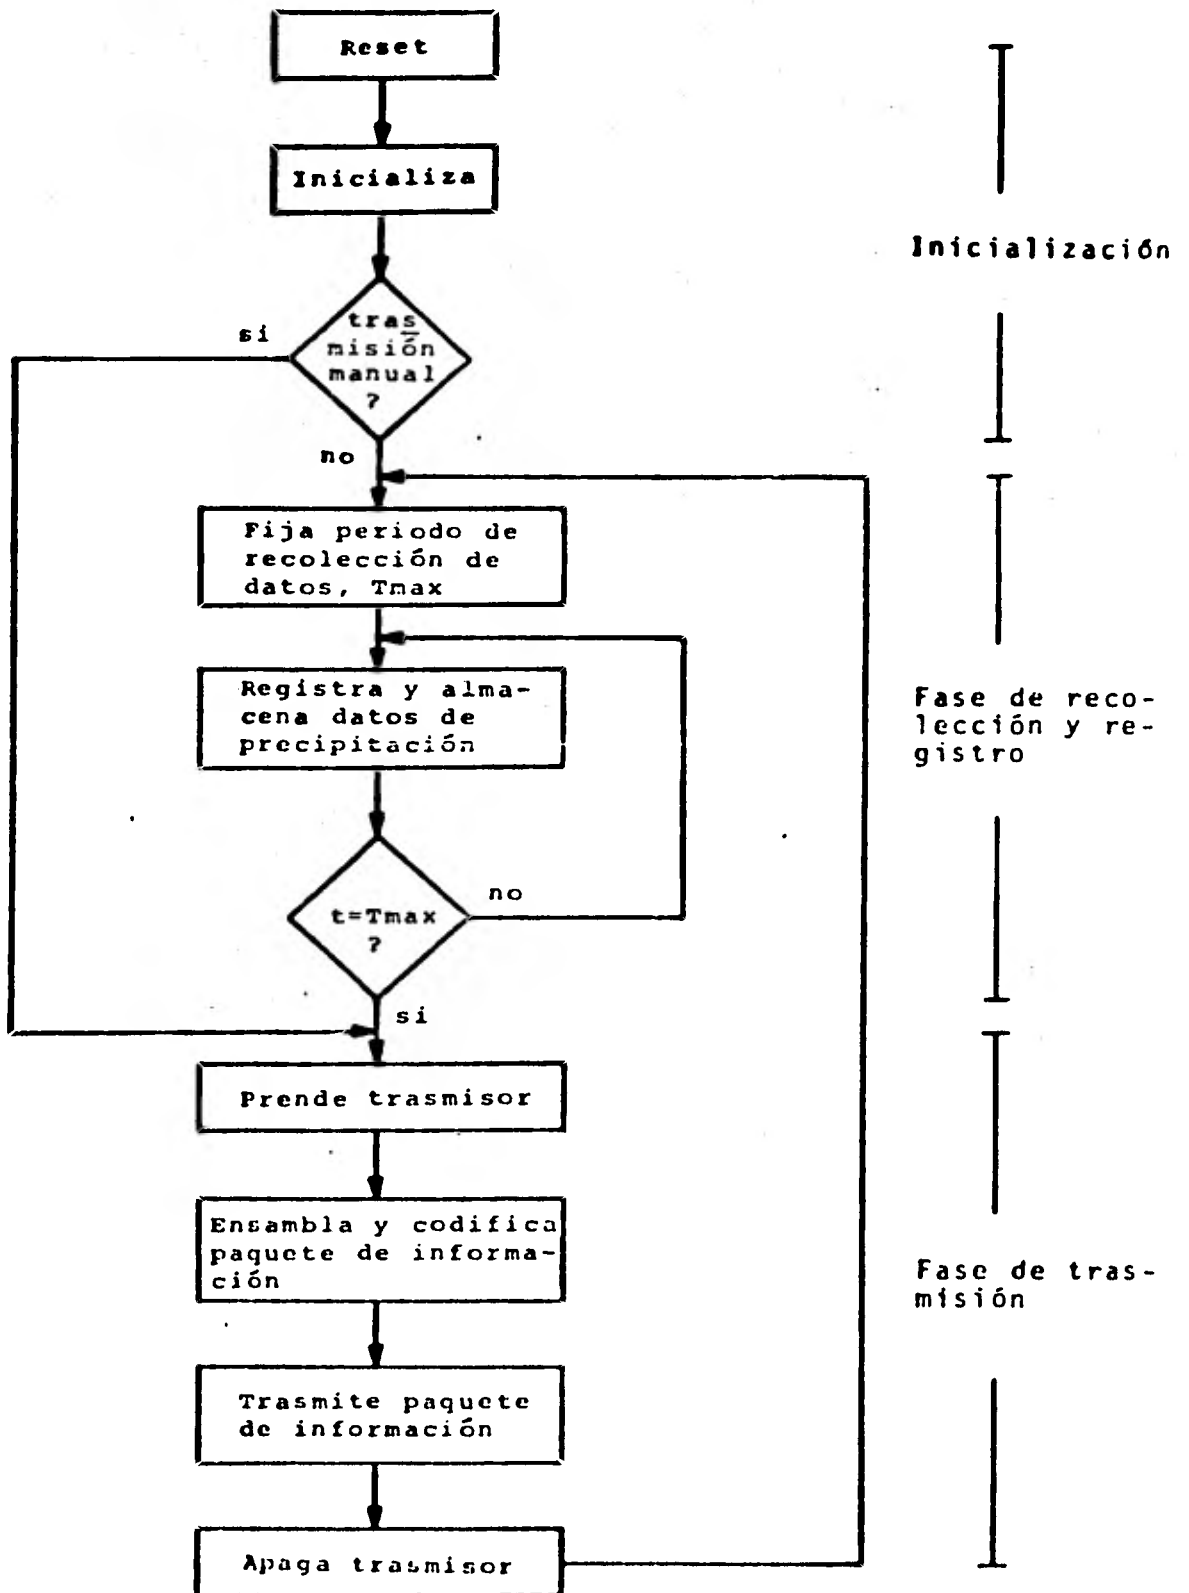 Reset
Inicializa
Inicialización
si
tras
misión
manual
?
no
Fija periodo de
recolección de
datos, Tmax
Registra y alma-
cena datos de
precipitación
Fase de reco-
lección y re-
gistro
t=Tmax
?
no
si
Prende trasmisor
Ensambla y codifica
paquete de informa-
ción
Fase de tras-
misión
Trasmite paquete
de información
Apaga trasmisor